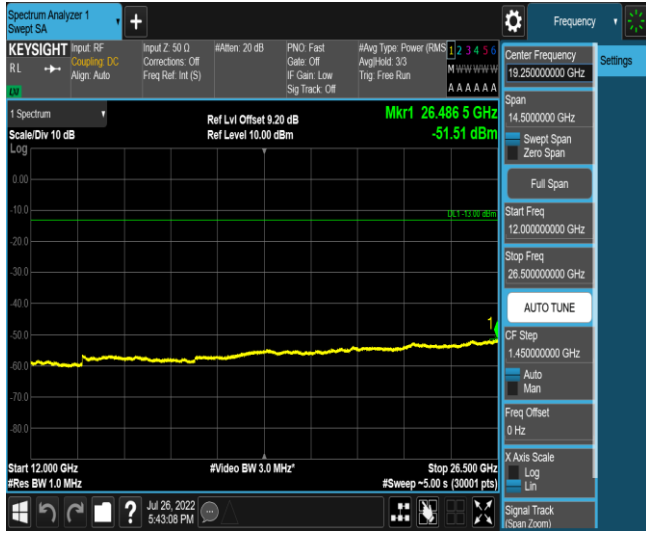 Spectrum Analyzer 1
Swept SA
Frequency
KEYSIGHT
RL
Input: RF
Coupling: DC
Align: Auto
Input Z: 50 Ω
Corrections: Off
Freq Ref: Int (S)
#Atten: 20 dB
PNO: Fast
Gate: Off
IF Gain: Low
Sig Track: Off
#Avg Type: Power (RMS
Avg|Hold: 3/3
Trig: Free Run
1 2 3 4 5 6
M W W W W W
A A A A A A
1 Spectrum
Scale/Div 10 dB
Log
Ref Lvl Offset 9.20 dB
Ref Level 10.00 dBm
Mkr1 26.486 5 GHz
-51.51 dBm
0.00
-10.0
DL1 -13.00 dBm
-20.0
-30.0
-40.0
1
-50.0
-60.0
-70.0
-80.0
Start 12.000 GHz
#Res BW 1.0 MHz
#Video BW 3.0 MHz*
Stop 26.500 GHz
#Sweep ~5.00 s (30001 pts)
Jul 26, 2022
5:43:08 PM
Center Frequency
19.250000000 GHz
Settings
Span
14.5000000 GHz
Swept Span
Zero Span
Full Span
Start Freq
12.000000000 GHz
Stop Freq
26.500000000 GHz
AUTO TUNE
CF Step
1.450000000 GHz
Auto
Man
Freq Offset
0 Hz
X Axis Scale
Log
Lin
Signal Track
(Span Zoom)